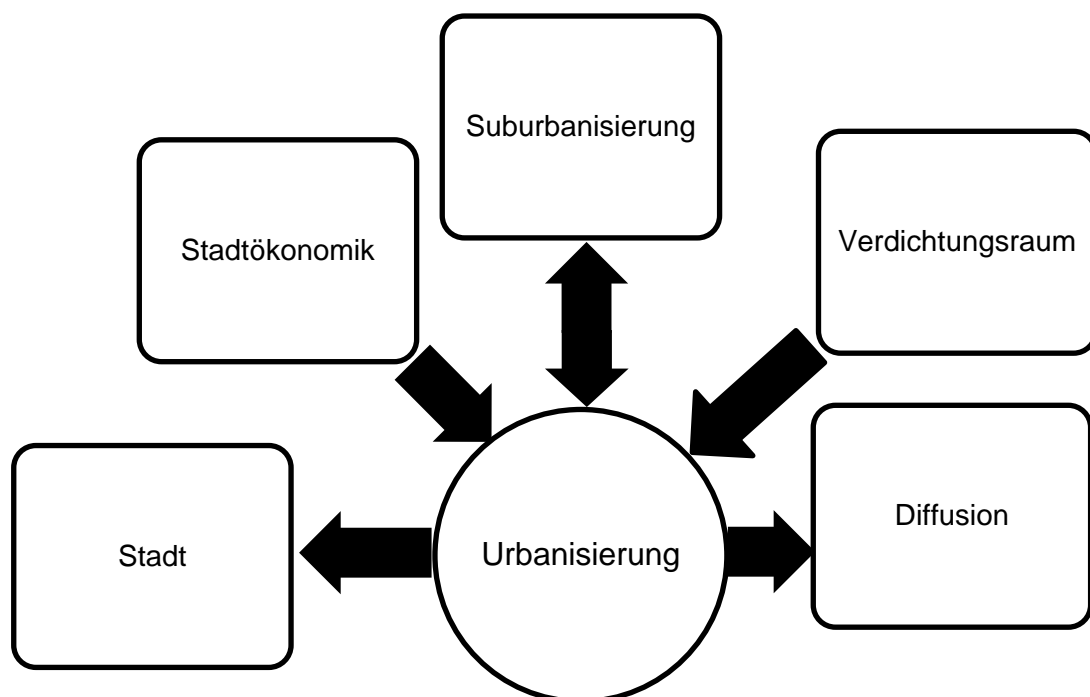 Suburbanisierung
Stadtökonomik
Verdichtungsraum
Diffusion
Stadt
Urbanisierung